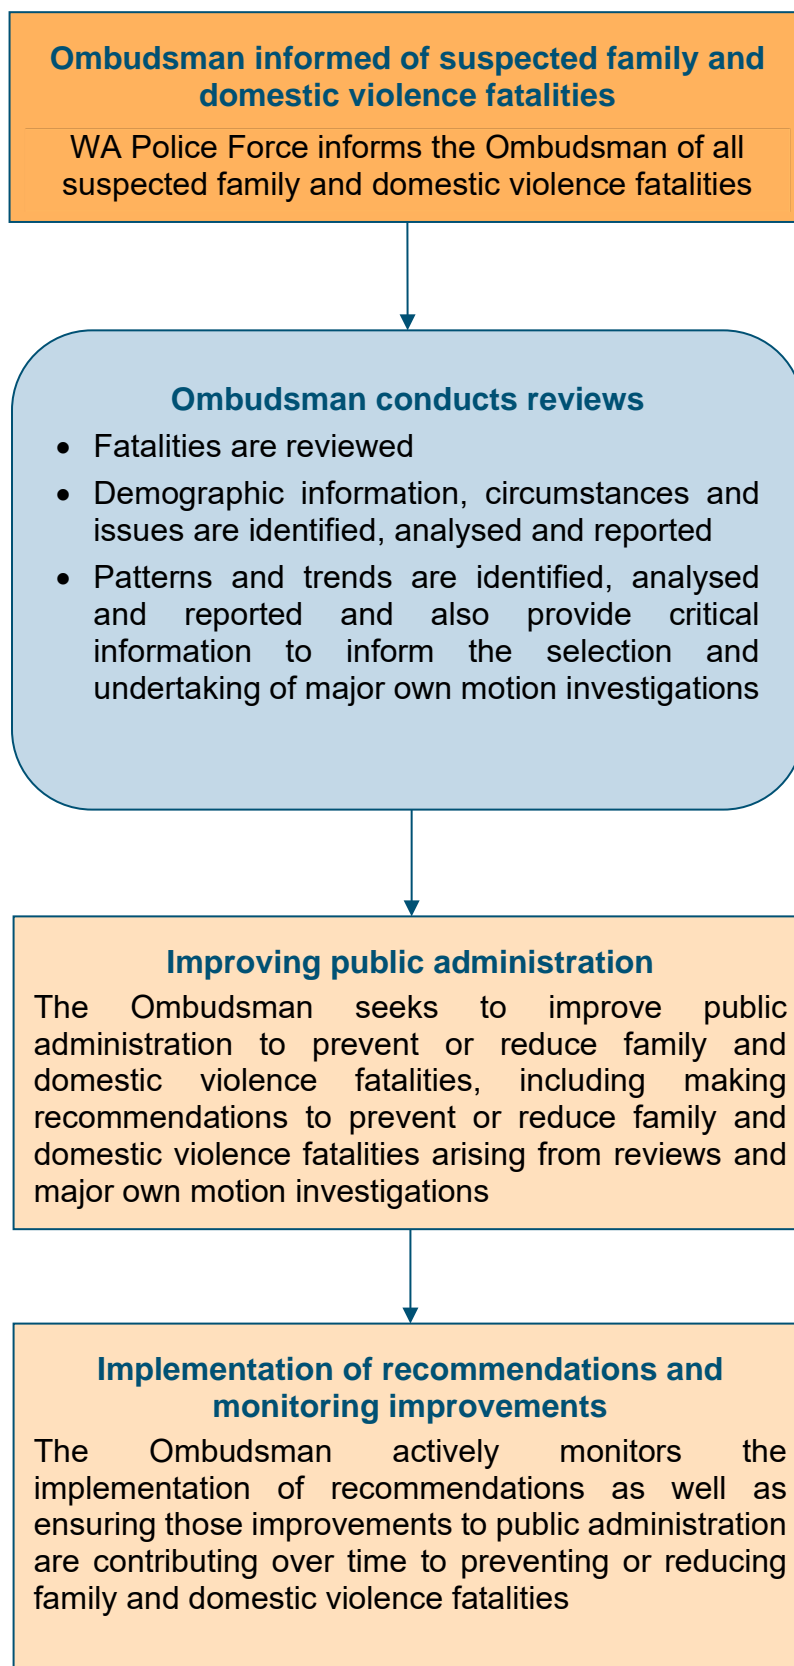 Ombudsman informed of suspected family and
domestic violence fatalities
WA Police Force informs the Ombudsman of all
suspected family and domestic violence fatalities
Ombudsman conducts reviews
• Fatalities are reviewed
• Demographic information, circumstances and
issues are identified, analysed and reported
• Patterns and trends are identified, analysed
and reported and also provide critical
information to inform the selection and
undertaking of major own motion investigations
Improving public administration
The Ombudsman seeks to improve public
administration to prevent or reduce family and
domestic violence fatalities, including making
recommendations to prevent or reduce family and
domestic violence fatalities arising from reviews and
major own motion investigations
Implementation of recommendations and
monitoring improvements
The Ombudsman actively monitors the
implementation of recommendations as well as
ensuring those improvements to public administration
are contributing over time to preventing or reducing
family and domestic violence fatalities